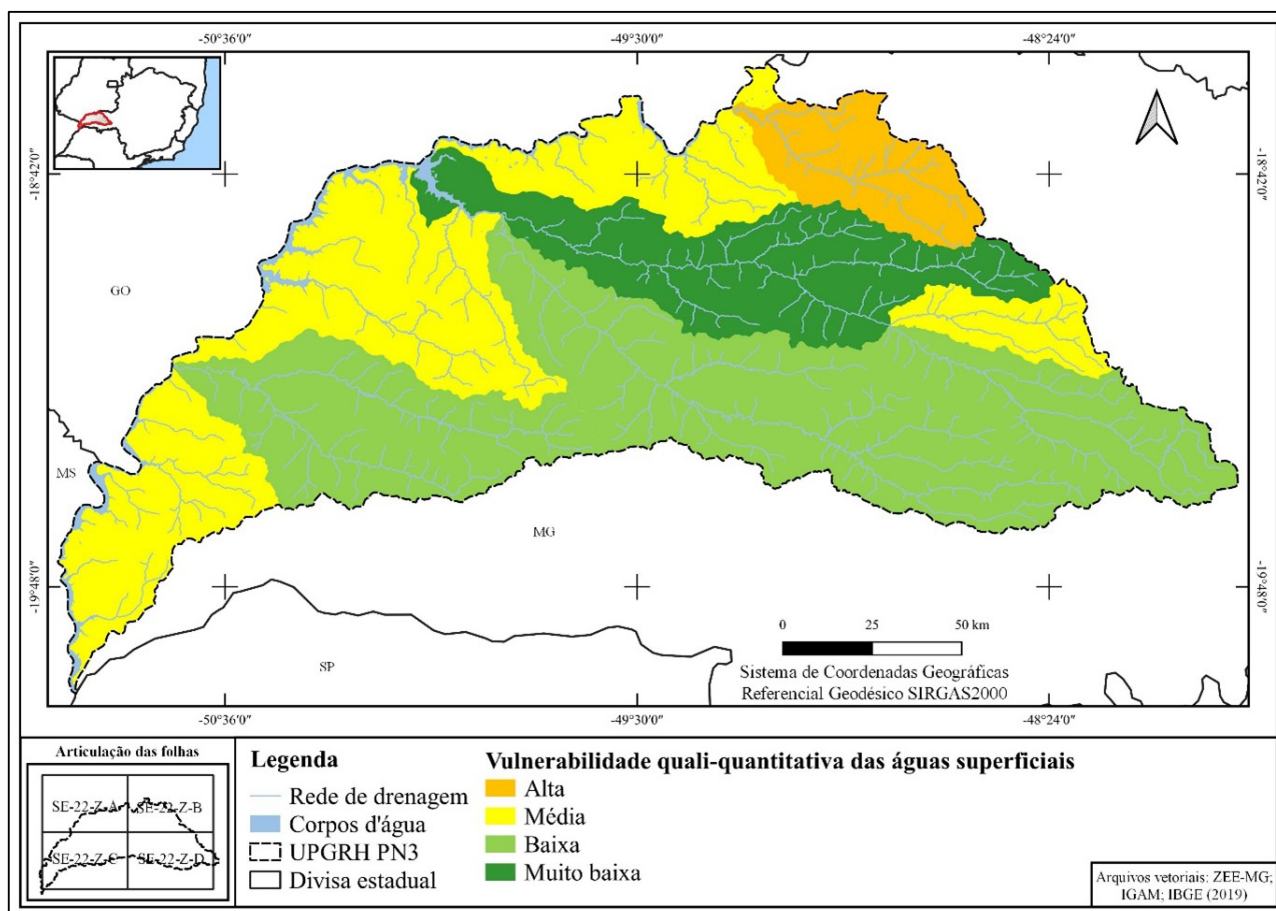 -50°36'0"
-49°30'0"
-48°24'0"
-18°42'0"
-18°42'0"
GO
MS
MG
-19°48'0"
-19°48'0"
SP
0 25 50 km
Sistema de Coordenadas Geográficas
Referencial Geodésico SIRGAS2000
-50°36'0"
-49°30'0"
-48°24'0"
Articulação das folhas
SE-22-Z-A
SE-22-Z-B
SE-22-Z-C
SE-22-Z-D
Legenda
Rede de drenagem
Corpos d'água
UPGRH PN3
Divisa estadual
Vulnerabilidade quali-quantitativa das águas superficiais
Alta
Média
Baixa
Muito baixa
Arquivos vetoriais: ZEE-MG;
IGAM; IBGE (2019)